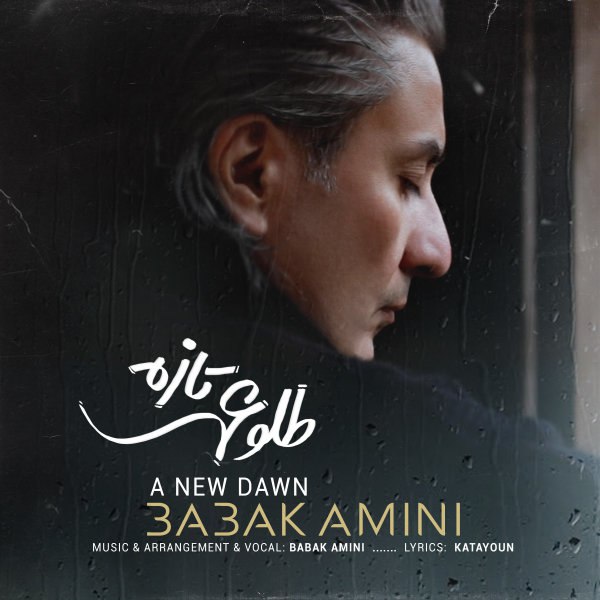 طلوع تازه
A NEW DAWN
BABAK AMINI
MUSIC & ARRANGEMENT & VOCAL: BABAK AMINI ....... LYRICS: KATAYOUN